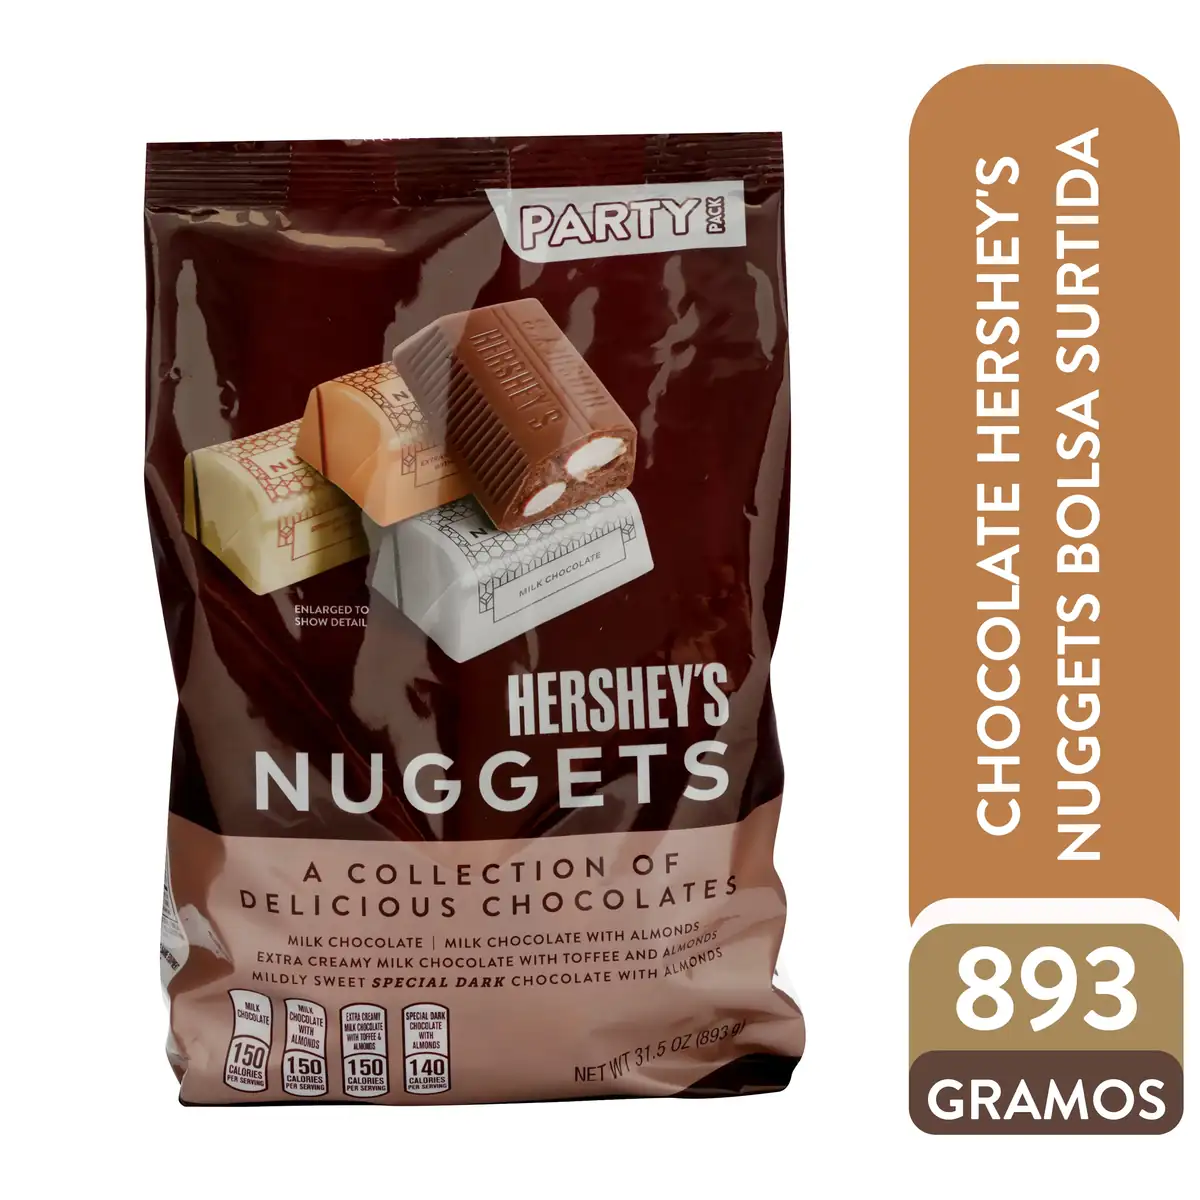 PARTY PACK
HERSHEY'S
NU
EXTRA
N
MILK CHOCOLATE
ENLARGED TO
SHOW DETAIL
HERSHEY'S
NUGGETS
A COLLECTION OF
DELICIOUS CHOCOLATES
MILK CHOCOLATE | MILK CHOCOLATE WITH ALMONDS
EXTRA CREAMY MILK CHOCOLATE WITH TOFFEE AND ALMONDS
MILDLY SWEET SPECIAL DARK CHOCOLATE WITH ALMONDS
MILK
CHOCOLATE
150
CALORIES
PER SERVING
MILK
CHOCOLATE
WITH
ALMONDS
150
CALORIES
PER SERVING
EXTRA CREAMY
MILK CHOCOLATE
WITH TOFFEE &
ALMONDS
150
CALORIES
PER SERVING
SPECIAL DARK
CHOCOLATE
WITH
ALMONDS
140
CALORIES
PER SERVING
NET WT 31.5 OZ (893 g)
CHOCOLATE HERSHEY'S
NUGGETS BOLSA SURTIDA
893
GRAMOS